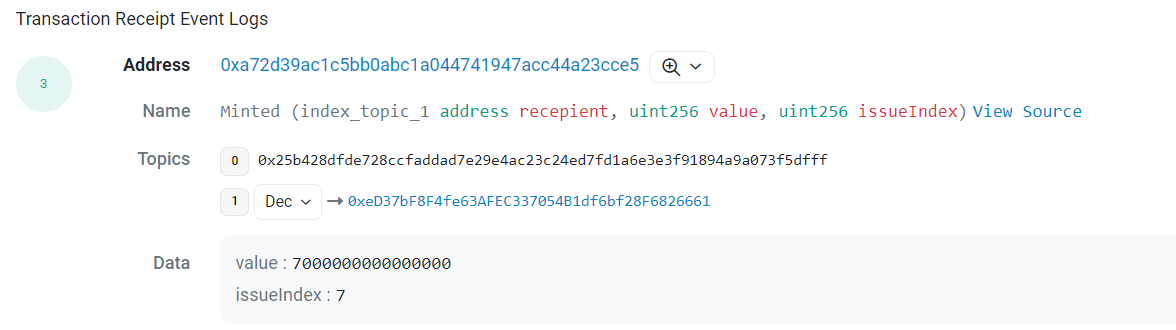 Transaction Receipt Event Logs
3
Address 0xa72d39ac1c5bb0abc1a044741947acc44a23cce5
Name Minted (index_topic_1 address recepient, uint256 value, uint256 issueIndex) View Source
Topics 0 0x25b428dfde728ccfaddad7e29e4ac23c24ed7fd1a6e3e3f91894a9a073f5dfff
1 Dec → 0xeD37bF8F4fe63AFEC337054B1df6bf28F6826661
Data value : 7000000000000000
issueIndex : 7